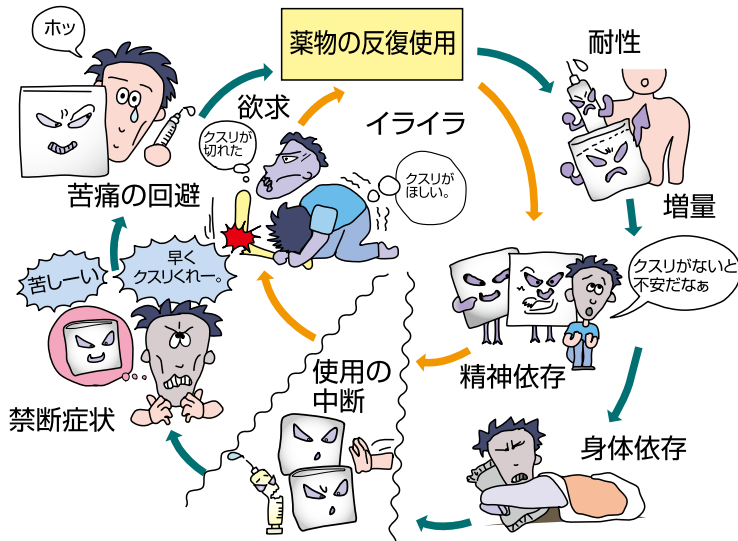 薬物の反復使用
耐性
増量
クスリがないと
不安だなぁ
精神依存
身体依存
使用の
中断
禁断症状
苦しーい
早く
クスリくれー。
苦痛の回避
ホッ
欲求
クスリが
切れた
イライラ
クスリが
ほしい。